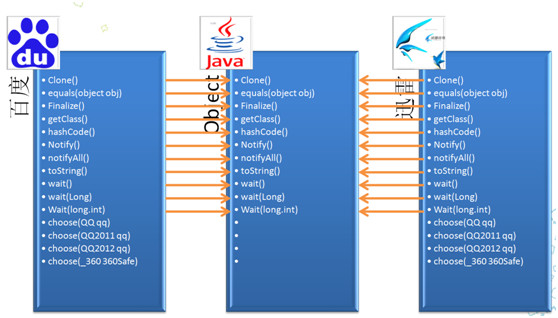 du
百度
• Clone()
• equals(object obj)
• Finalize()
• getClass()
• hashCode()
• Notify()
• notifyAll()
• toString()
• wait()
• wait(Long)
• Wait(long.int)
• choose(QQ qq)
• choose(QQ2011 qq)
• choose(QQ2012 qq)
• choose(_360 360Safe)
Java
Object
• Clone()
• equals(object obj)
• Finalize()
• getClass()
• hashCode()
• Notify()
• notifyAll()
• toString()
• wait()
• wait(Long)
• Wait(long.int)
•
•
•
•
迅雷
• Clone()
• equals(object obj)
• Finalize()
• getClass()
• hashCode()
• Notify()
• notifyAll()
• toString()
• wait()
• wait(Long)
• Wait(long.int)
• choose(QQ qq)
• choose(QQ2011 qq)
• choose(QQ2012 qq)
• choose(_360 360Safe)